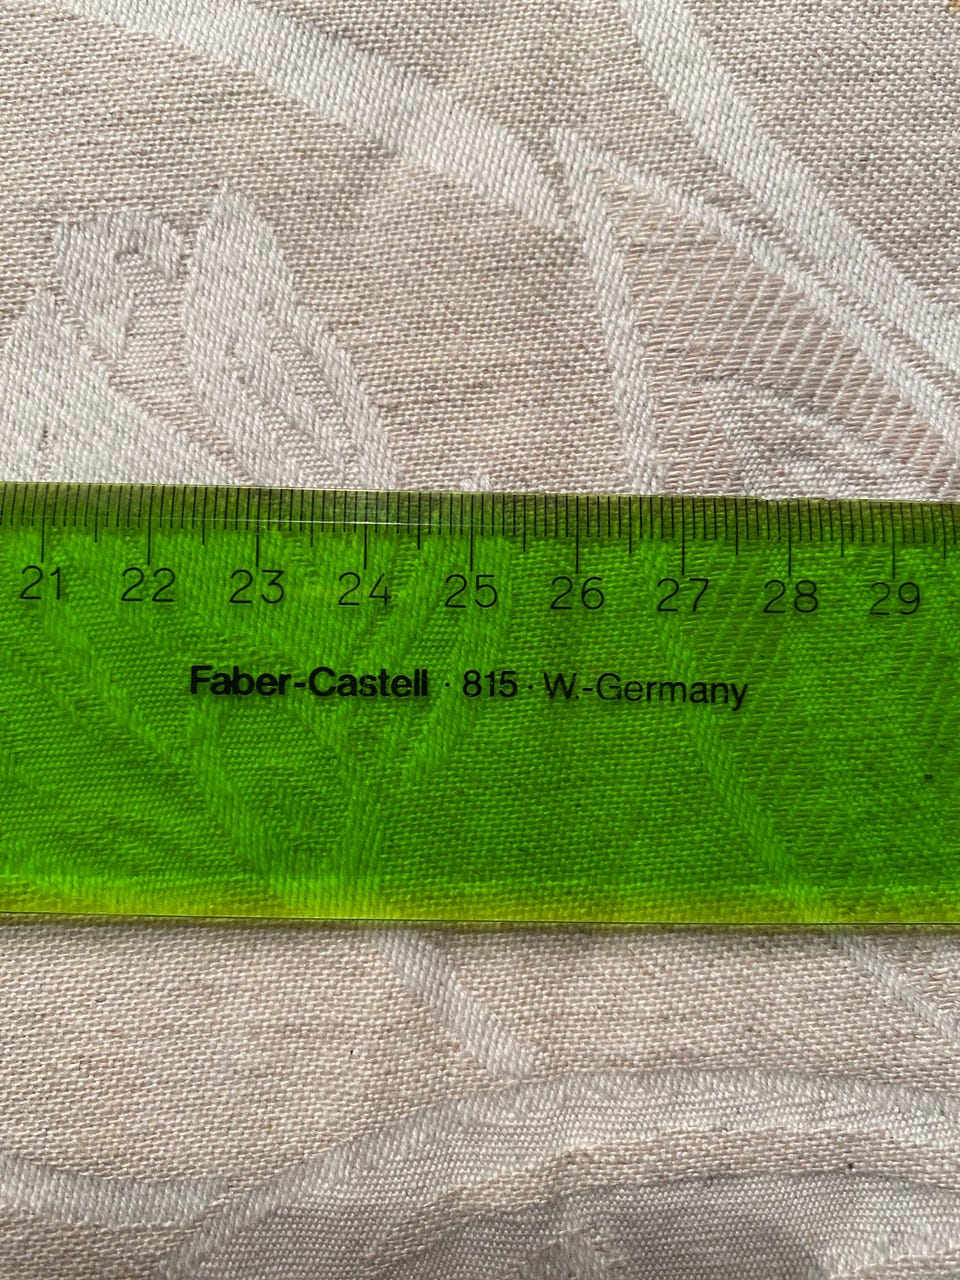 21 22 23 24 25 26 27 28 29
Faber-Castell · 815 · W.-Germany